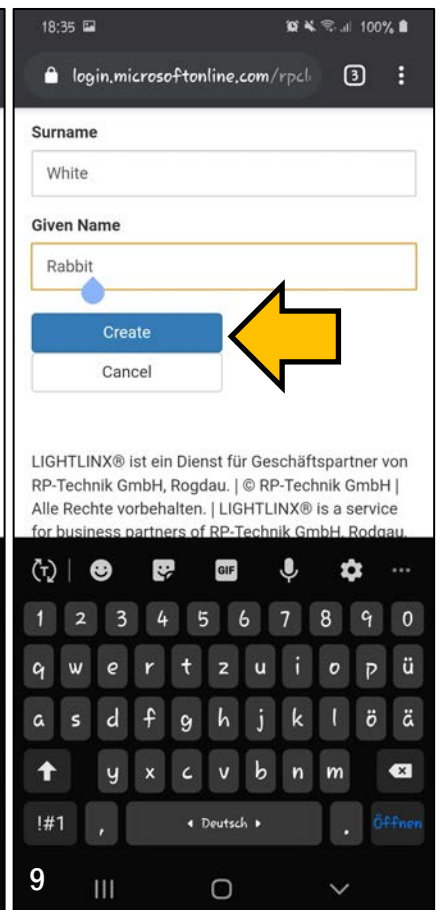 18:35 100%
login.microsoftonline.com/rpcl 3
Surname
White
Given Name
Rabbit
Create
Cancel
LIGHTLINX® ist ein Dienst für Geschäftspartner von
RP-Technik GmbH, Rogdau. | © RP-Technik GmbH |
Alle Rechte vorbehalten. | LIGHTLINX® is a service
for business partners of RP-Technik GmbH, Rodgau.
T GIF ...
1 2 3 4 5 6 7 8 9 0
q w e r t z u i o p ü
a s d f g h j k l ö ä
y x c v b n m
!#1 , Deutsch . Öffnen
9